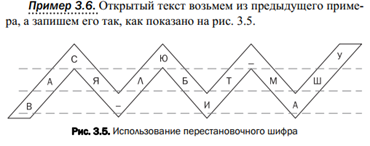 Пример 3.6. Открытый текст возьмем из предыдущего приме-
ра, а запишем его так, как показано на рис. 3.5.
С Ю _ У
А Я Л Б Т М Ш
В _ И А
Рис. 3.5. Использование перестановочного шифра